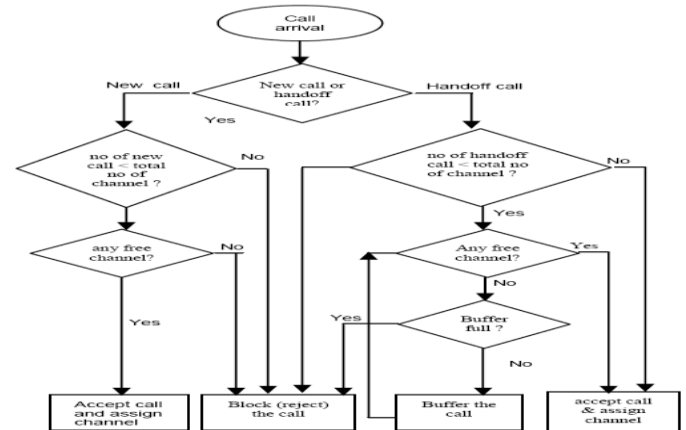 Call
arrival
New call
New call or
handoff
call?
Handoff call
Yes
no of new
call < total
no of
channel ?
No
no of handoff
call < total no
of channel ?
No
Yes
any free
channel?
No
Any free
channel?
Yes
No
Yes
Yes
Buffer
full ?
No
Accept call
and assign
channel
Block (reject)
the call
Buffer the
call
accept call
& assign
channel